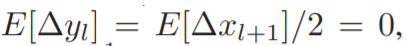 E[Δy_l] = E[Δx_{l+1}]/2 = 0,